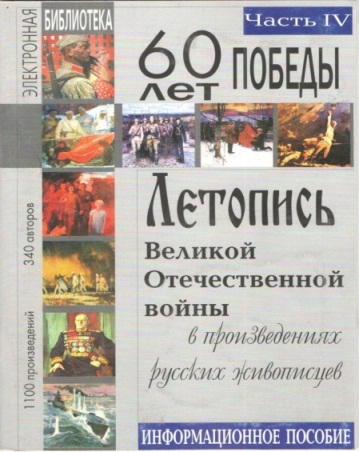 ЭЛЕКТРОННАЯ
БИБЛИОТЕКА
Часть IV
60
лет
ПОБЕДЫ
Летопись
Великой
Отечественной
войны
в произведениях
русских живописцев
340 авторов
1100 произведений
ИНФОРМАЦИОННОЕ ПОСОБИЕ